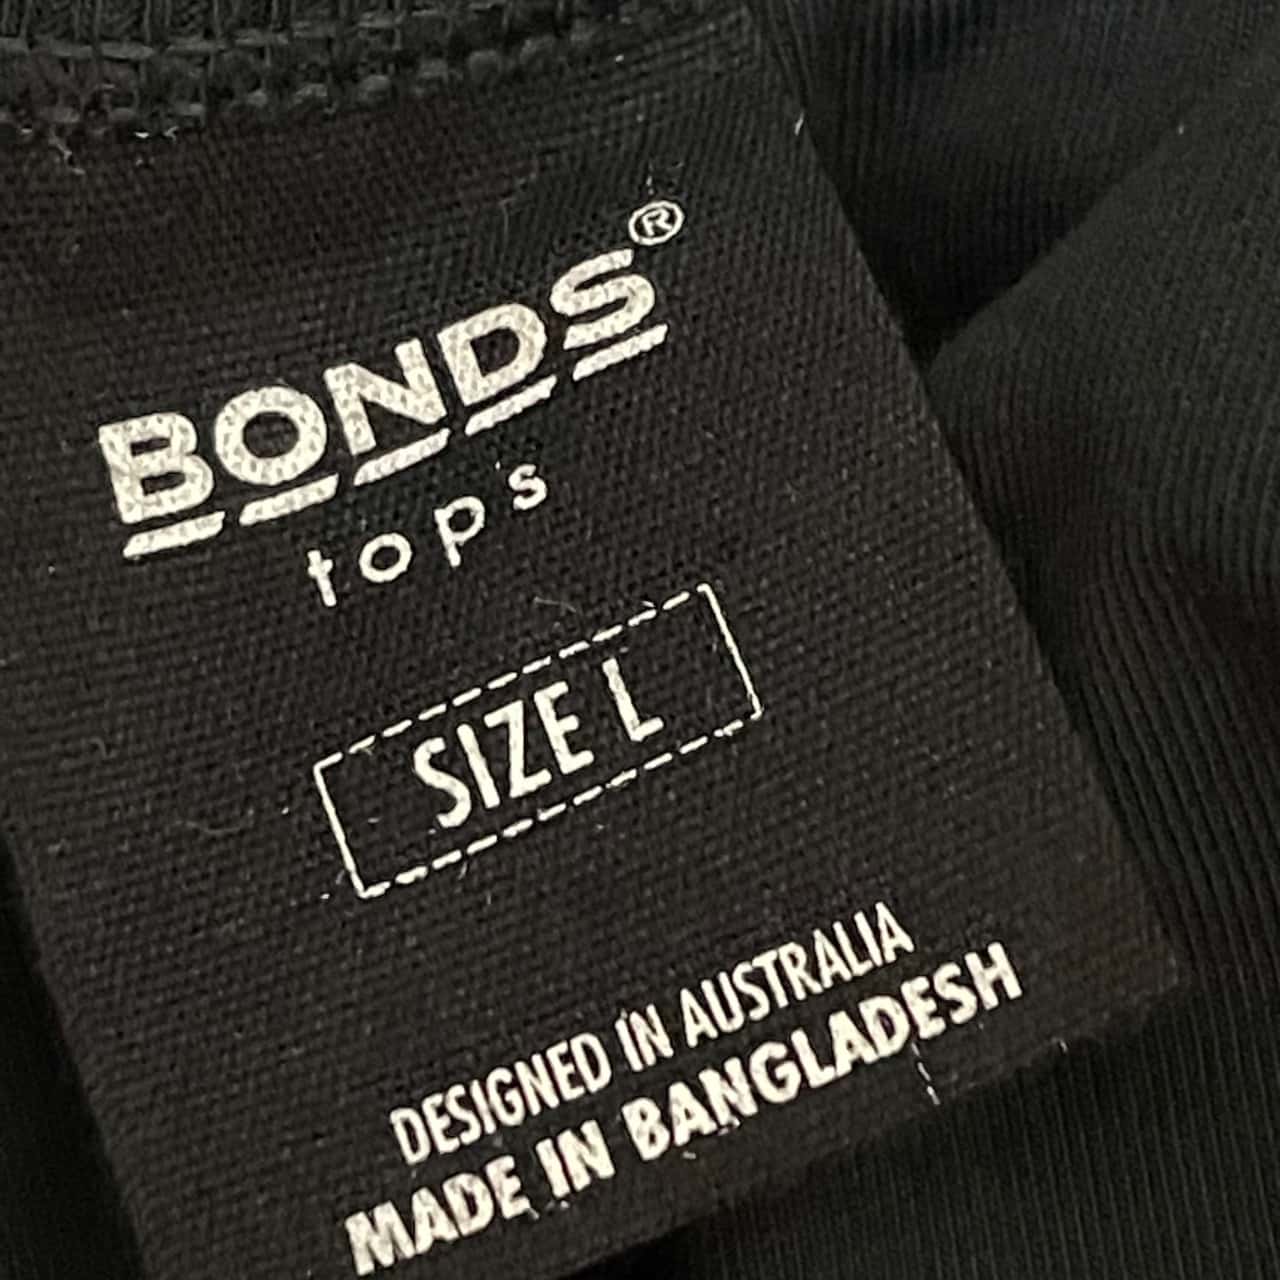 BONDS®
tops
SIZE L
DESIGNED IN AUSTRALIA
MADE IN BANGLADESH